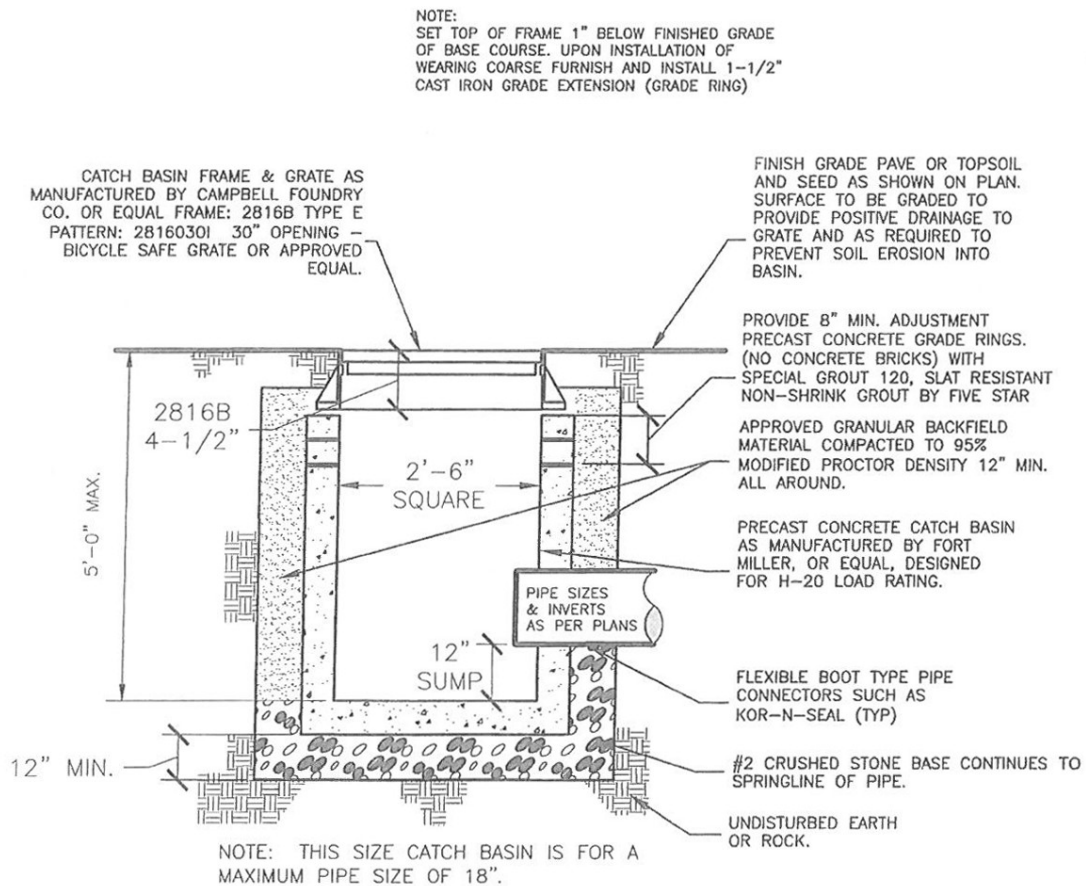 NOTE:
SET TOP OF FRAME 1" BELOW FINISHED GRADE
OF BASE COURSE. UPON INSTALLATION OF
WEARING COARSE FURNISH AND INSTALL 1-1/2"
CAST IRON GRADE EXTENSION (GRADE RING)
CATCH BASIN FRAME & GRATE AS
MANUFACTURED BY CAMPBELL FOUNDRY
CO. OR EQUAL FRAME: 2816B TYPE E
PATTERN: 28160301 30" OPENING -
BICYCLE SAFE GRATE OR APPROVED
EQUAL.
FINISH GRADE PAVE OR TOPSOIL
AND SEED AS SHOWN ON PLAN.
SURFACE TO BE GRADED TO
PROVIDE POSITIVE DRAINAGE TO
GRATE AND AS REQUIRED TO
PREVENT SOIL EROSION INTO
BASIN.
PROVIDE 8" MIN. ADJUSTMENT
PRECAST CONCRETE GRADE RINGS.
(NO CONCRETE BRICKS) WITH
SPECIAL GROUT 120, SLAT RESISTANT
NON-SHRINK GROUT BY FIVE STAR
2816B
4-1/2"
APPROVED GRANULAR BACKFIELD
MATERIAL COMPACTED TO 95%
MODIFIED PROCTOR DENSITY 12" MIN.
ALL AROUND.
2'-6"
SQUARE
5'-0" MAX.
PRECAST CONCRETE CATCH BASIN
AS MANUFACTURED BY FORT
MILLER, OR EQUAL, DESIGNED
FOR H-20 LOAD RATING.
PIPE SIZES
& INVERTS
AS PER PLANS
12"
SUMP
FLEXIBLE BOOT TYPE PIPE
CONNECTORS SUCH AS
KOR-N-SEAL (TYP)
12" MIN.
#2 CRUSHED STONE BASE CONTINUES TO
SPRINGLINE OF PIPE.
UNDISTURBED EARTH
OR ROCK.
NOTE: THIS SIZE CATCH BASIN IS FOR A
MAXIMUM PIPE SIZE OF 18".